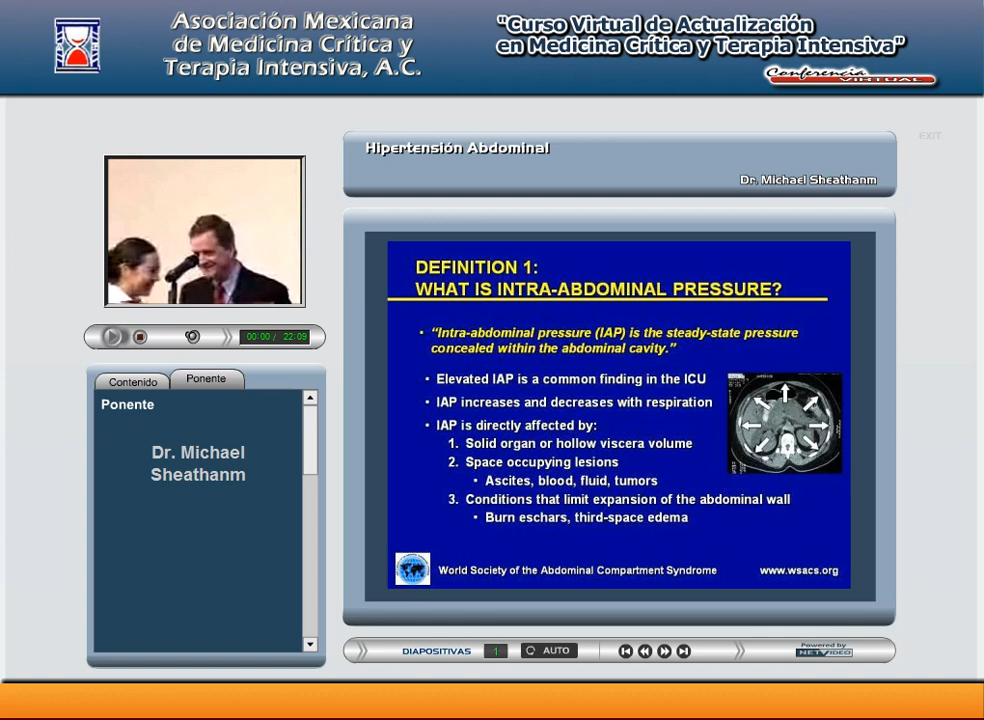 Asociación Mexicana
de Medicina Crítica y
Terapia Intensiva, A.C.
"Curso Virtual de Actualización
en Medicina Crítica y Terapia Intensiva"
Conferencia
VIRTUAL
EXIT
Hipertensión Abdominal
Dr. Michael Sheathanm
DEFINITION 1:
WHAT IS INTRA-ABDOMINAL PRESSURE?
• “Intra-abdominal pressure (IAP) is the steady-state pressure
concealed within the abdominal cavity.”
• Elevated IAP is a common finding in the ICU
• IAP increases and decreases with respiration
• IAP is directly affected by:
1. Solid organ or hollow viscera volume
2. Space occupying lesions
• Ascites, blood, fluid, tumors
3. Conditions that limit expansion of the abdominal wall
• Burn eschars, third-space edema
World Society of the Abdominal Compartment Syndrome www.wsacs.org
00:00 / 22:09
Contenido Ponente
Ponente
Dr. Michael
Sheathanm
DIAPOSITIVAS 1 AUTO
Powered by
NETVIDEO